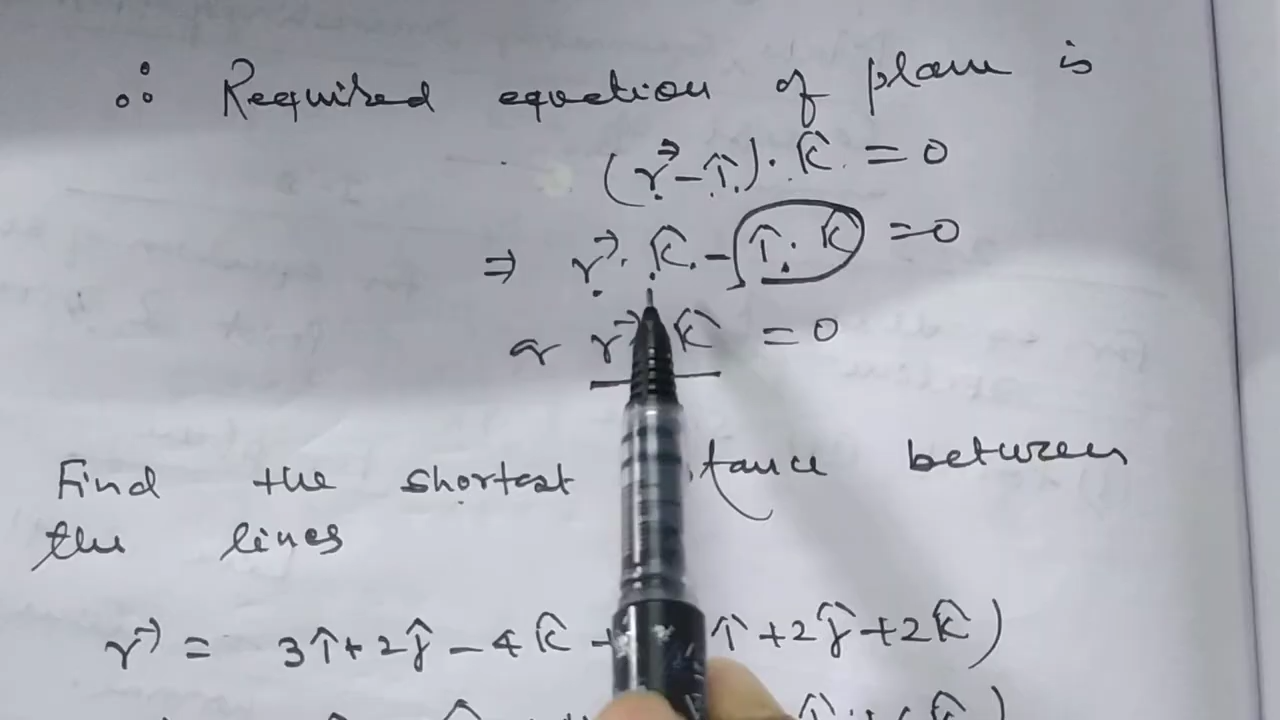 ∴ Required equation of plane is
(r⃗ - î) · k̂ = 0
⇒ r⃗ · k̂ - î · k̂ = 0
or r⃗ k̂ = 0
Find the shortest between
the lines
r⃗ = 3î + 2ĵ - 4k̂ + î + 2ĵ + 2k̂)